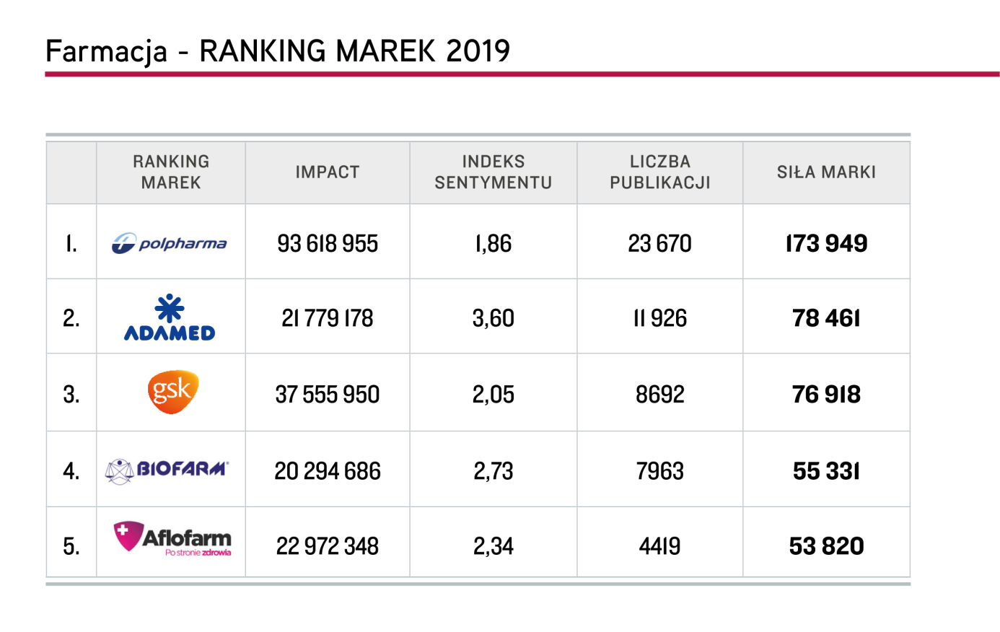 Farmacja - RANKING MAREK 2019
RANKING MAREK
IMPACT
INDEKS SENTYMENTU
LICZBA PUBLIKACJI
SIŁA MARKI
1. polpharma 93 618 955 1,86 23 670 173 949
2. ADAMED 21 779 178 3,60 11 926 78 461
3. gsk 37 555 950 2,05 8692 76 918
4. BIOFARM® 20 294 686 2,73 7963 55 331
5. Aflofarm Po stronie zdrowia 22 972 348 2,34 4419 53 820